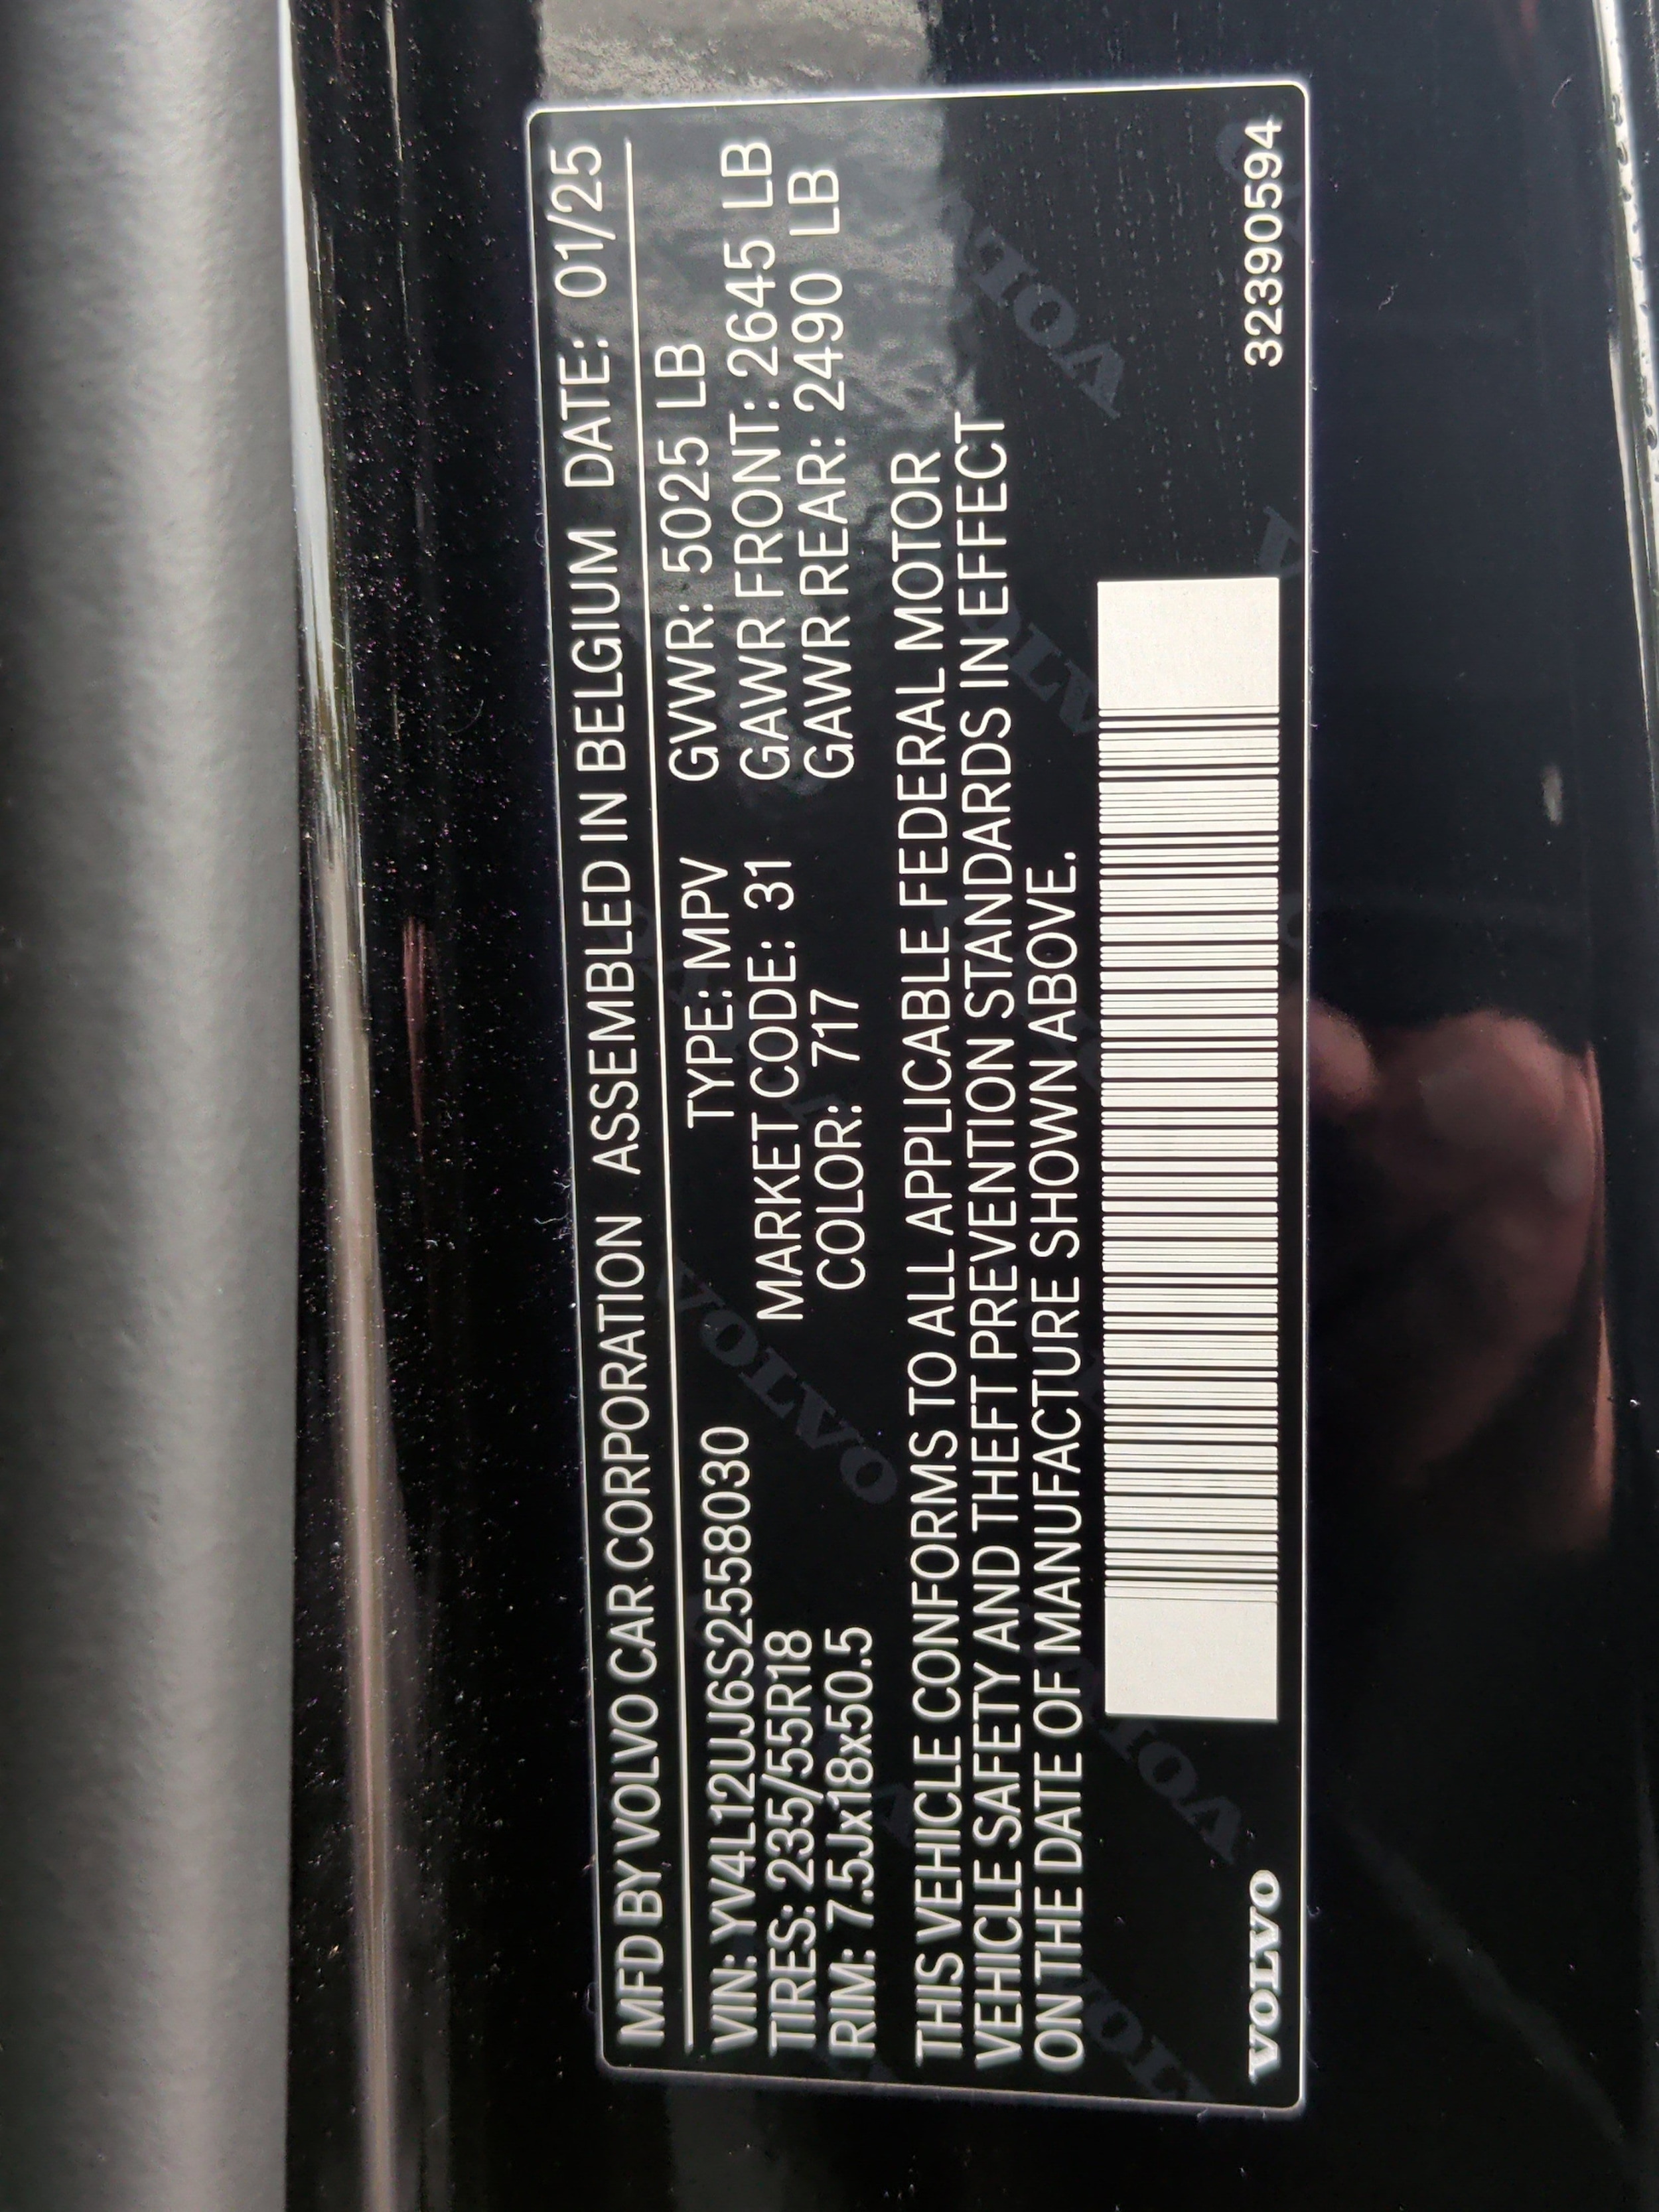 MFD BY VOLVO CAR CORPORATION ASSEMBLED IN BELGIUM DATE: 01/25
VIN: YV4L12UJ6S2558030 TYPE: MPV GVWR: 5025 LB
TIRES: 235/55R18 MARKET CODE: 31 GAWR FRONT: 2645 LB
RIM: 7.5Jx18x50.5 COLOR: 717 GAWR REAR: 2490 LB
THIS VEHICLE CONFORMS TO ALL APPLICABLE FEDERAL MOTOR
VEHICLE SAFETY AND THEFT PREVENTION STANDARDS IN EFFECT
ON THE DATE OF MANUFACTURE SHOWN ABOVE.
VOLVO 32390594